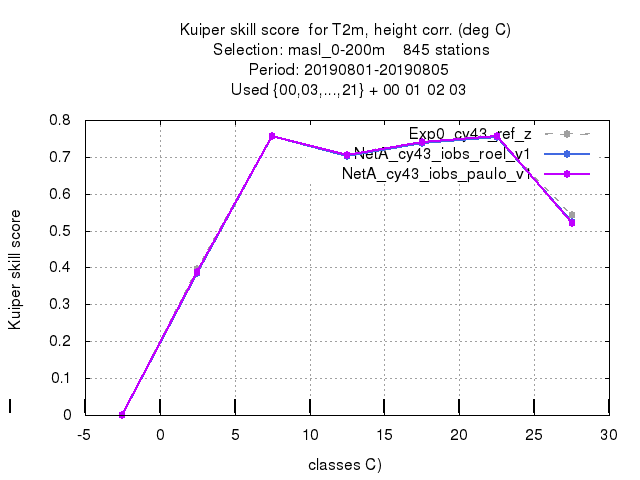 Kuiper skill score  for T2m, height corr. (deg C)
Selection: masl_0-200m    845 stations
Period: 20190801-20190805
Used {00,03,...,21} + 00 01 02 03
Exp0_cy43_ref_z
NetA_cy43_iobs_roel_v1
NetA_cy43_iobs_paulo_v1
Kuiper skill score
0.8
0.7
0.6
0.5
0.4
0.3
0.2
0.1
0
-5 0 5 10 15 20 25 30
classes C)